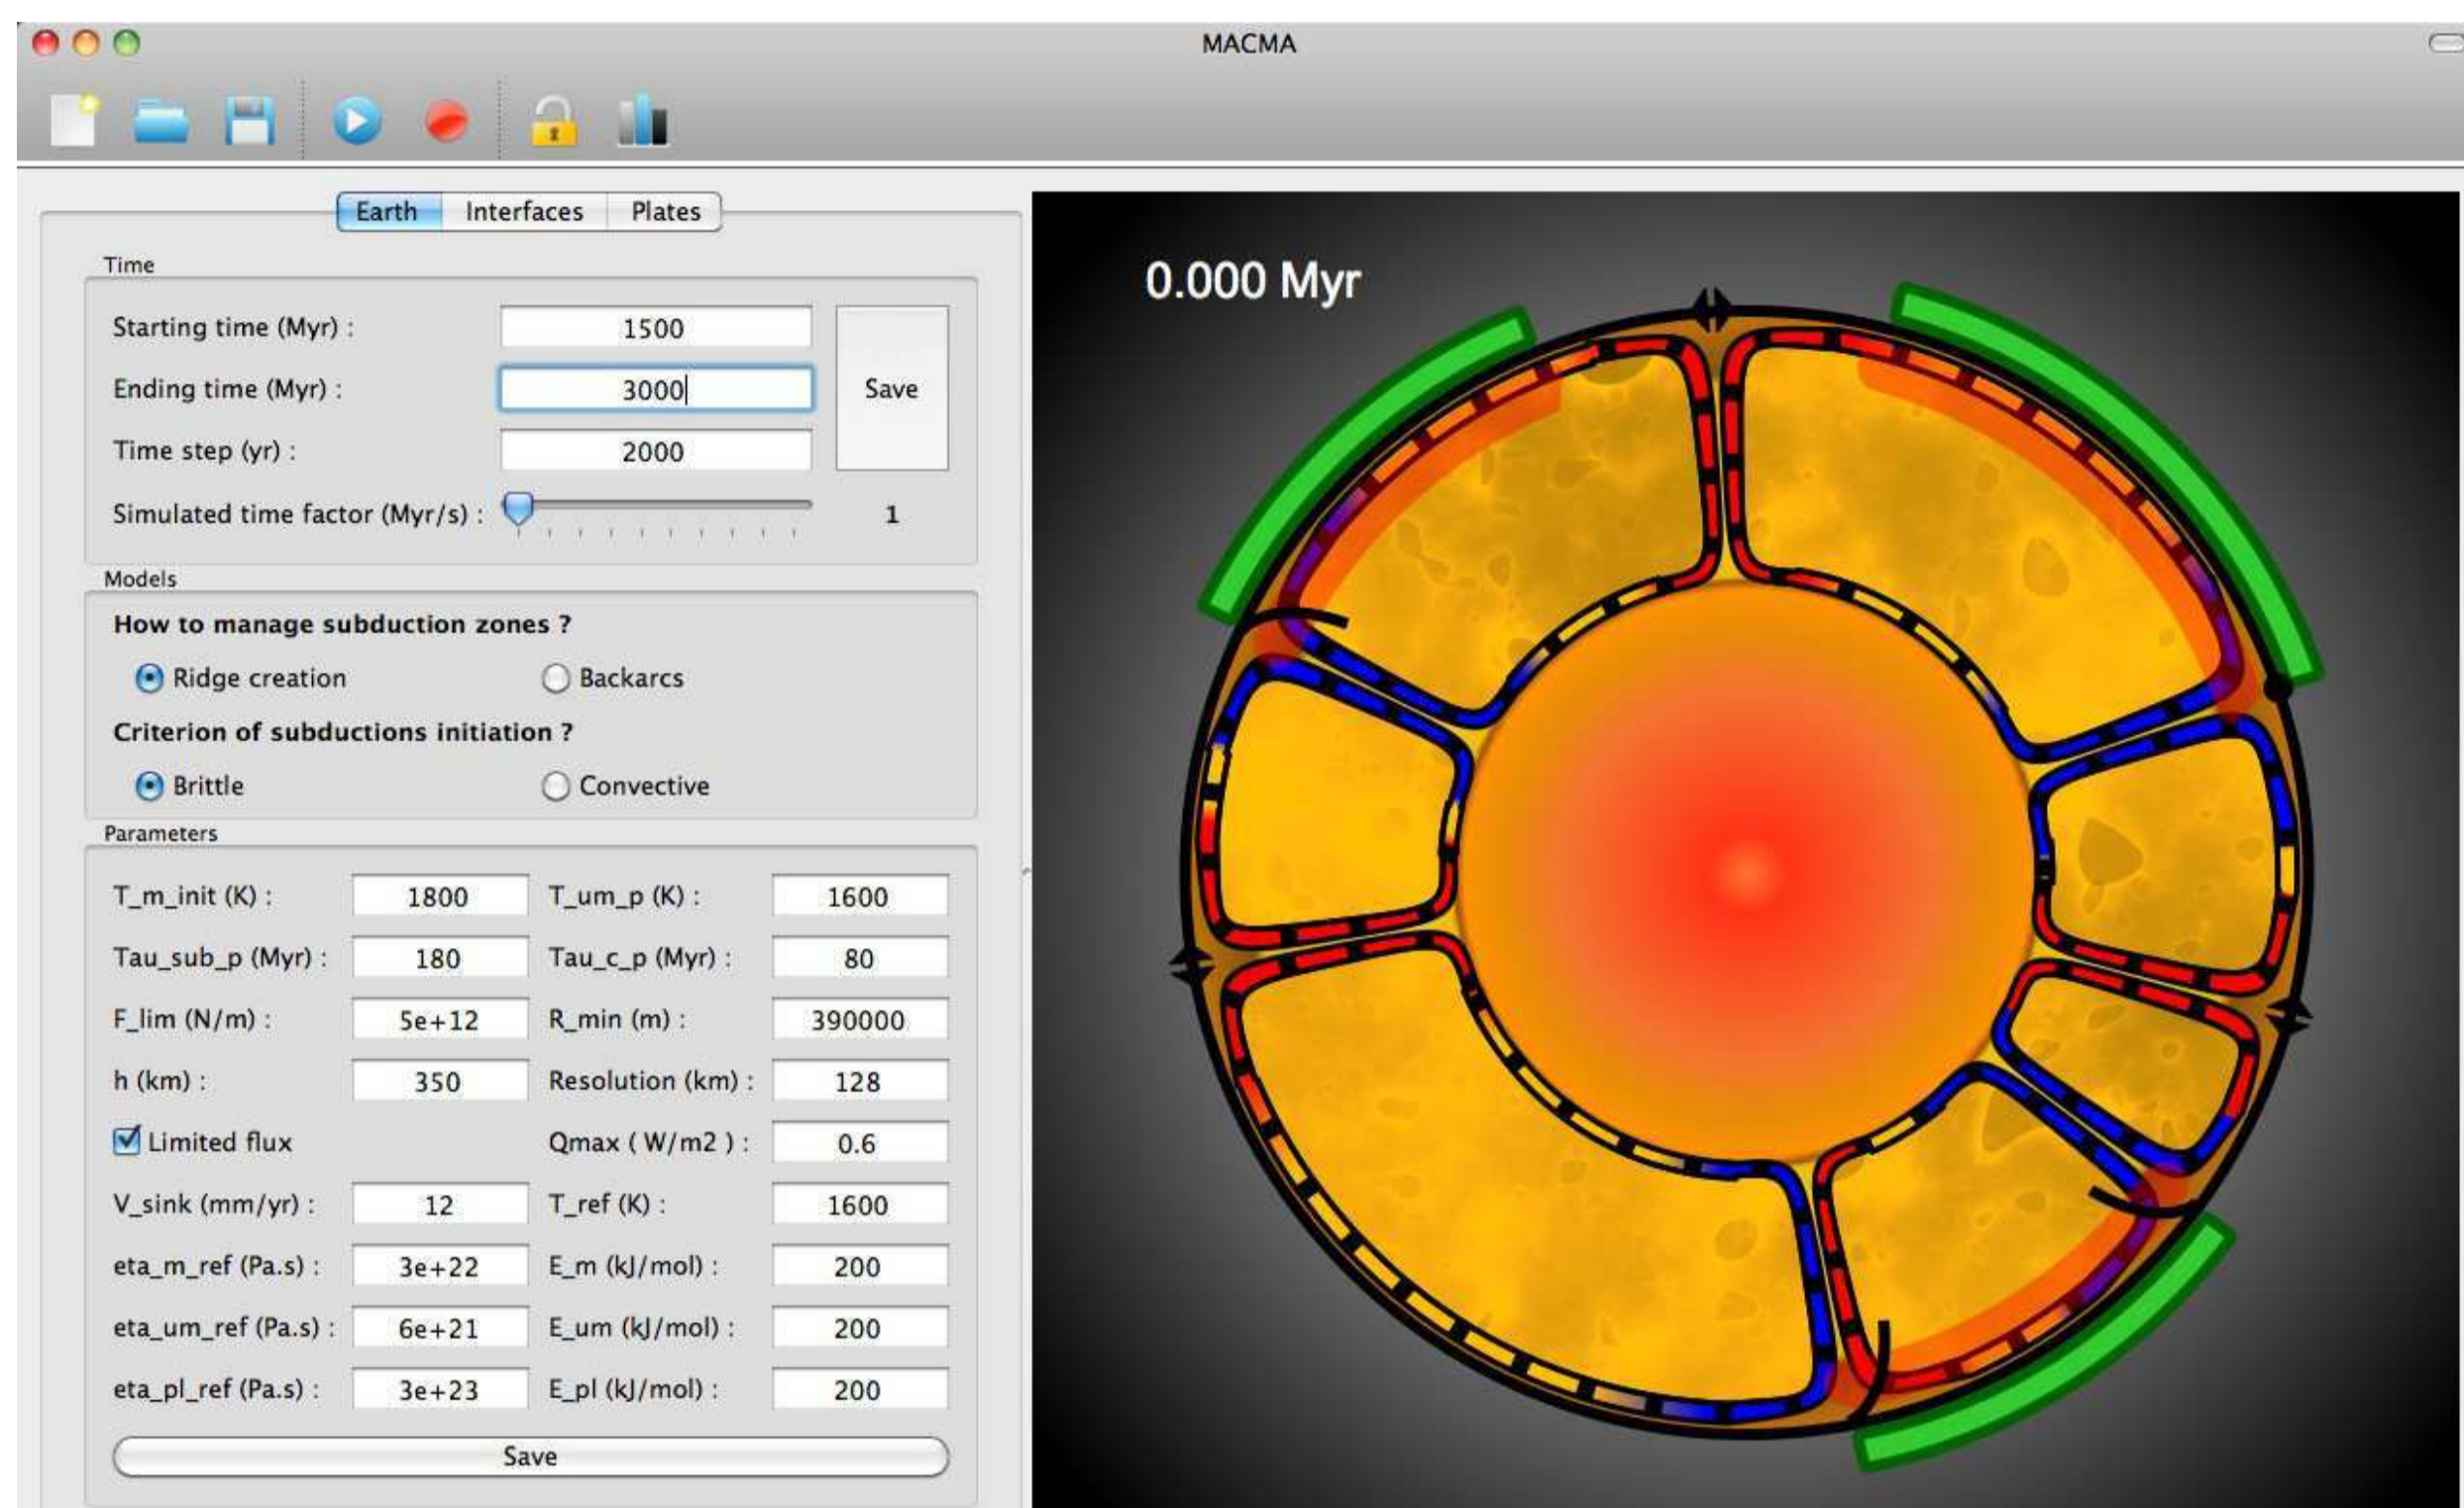 MACMA
Earth Interfaces Plates
Time
Starting time (Myr) : 1500
Ending time (Myr) : 3000 Save
Time step (yr) : 2000
Simulated time factor (Myr/s) : 1
Models
How to manage subduction zones ?
Ridge creation Backarcs
Criterion of subductions initiation ?
Brittle Convective
Parameters
T_m_init (K) : 1800 T_um_p (K) : 1600
Tau_sub_p (Myr) : 180 Tau_c_p (Myr) : 80
F_lim (N/m) : 5e+12 R_min (m) : 390000
h (km) : 350 Resolution (km) : 128
Limited flux Qmax ( W/m2 ) : 0.6
V_sink (mm/yr) : 12 T_ref (K) : 1600
eta_m_ref (Pa.s) : 3e+22 E_m (kJ/mol) : 200
eta_um_ref (Pa.s) : 6e+21 E_um (kJ/mol) : 200
eta_pl_ref (Pa.s) : 3e+23 E_pl (kJ/mol) : 200
Save
0.000 Myr